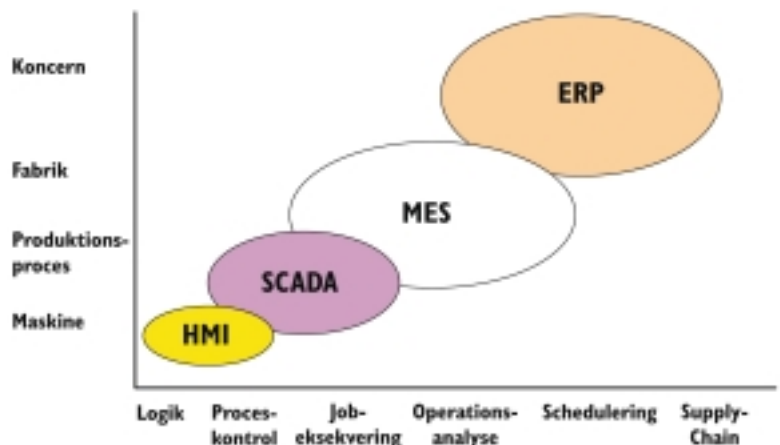 Koncern
ERP
Fabrik
MES
Produktions-
proces
SCADA
Maskine
HMI
Logik
Proces-
kontrol
Job-
eksekvering
Operations-
analyse
Schedulering
Supply-
Chain